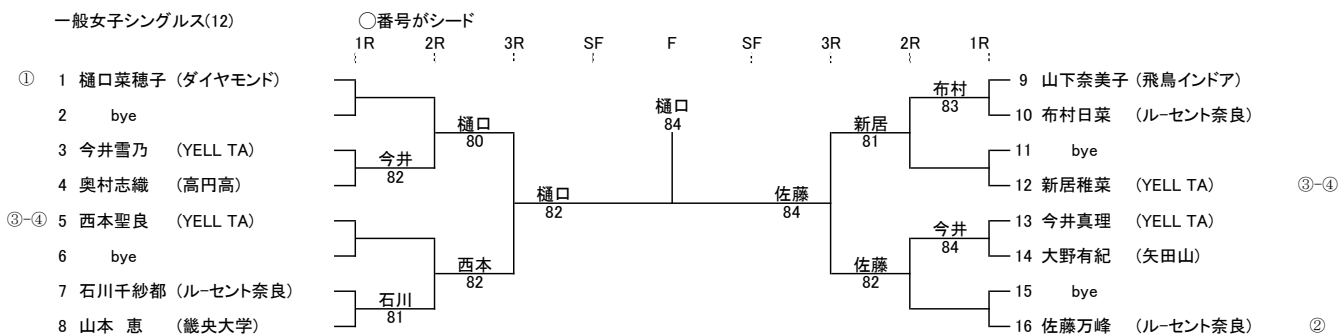 一般女子シングルス(12) ○番号がシード
1R 2R 3R SF F SF 3R 2R 1R
① 1 樋口菜穂子 (ダイヤモンド)
2 bye
3 今井雪乃 (YELL TA)
4 奥村志織 (高円高)
③-④ 5 西本聖良 (YELL TA)
6 bye
7 石川千紗都 (ルｰセント奈良)
8 山本 恵 (畿央大学)
今井
82
石川
81
樋口
80
西本
82
樋口
82
樋口
84
佐藤
84
新居
81
佐藤
82
布村
83
今井
84
9 山下奈美子 (飛鳥インドア)
10 布村日菜 (ルｰセント奈良)
11 bye
12 新居稚菜 (YELL TA) ③-④
13 今井真理 (YELL TA)
14 大野有紀 (矢田山)
15 bye
16 佐藤万峰 (ルｰセント奈良) ②